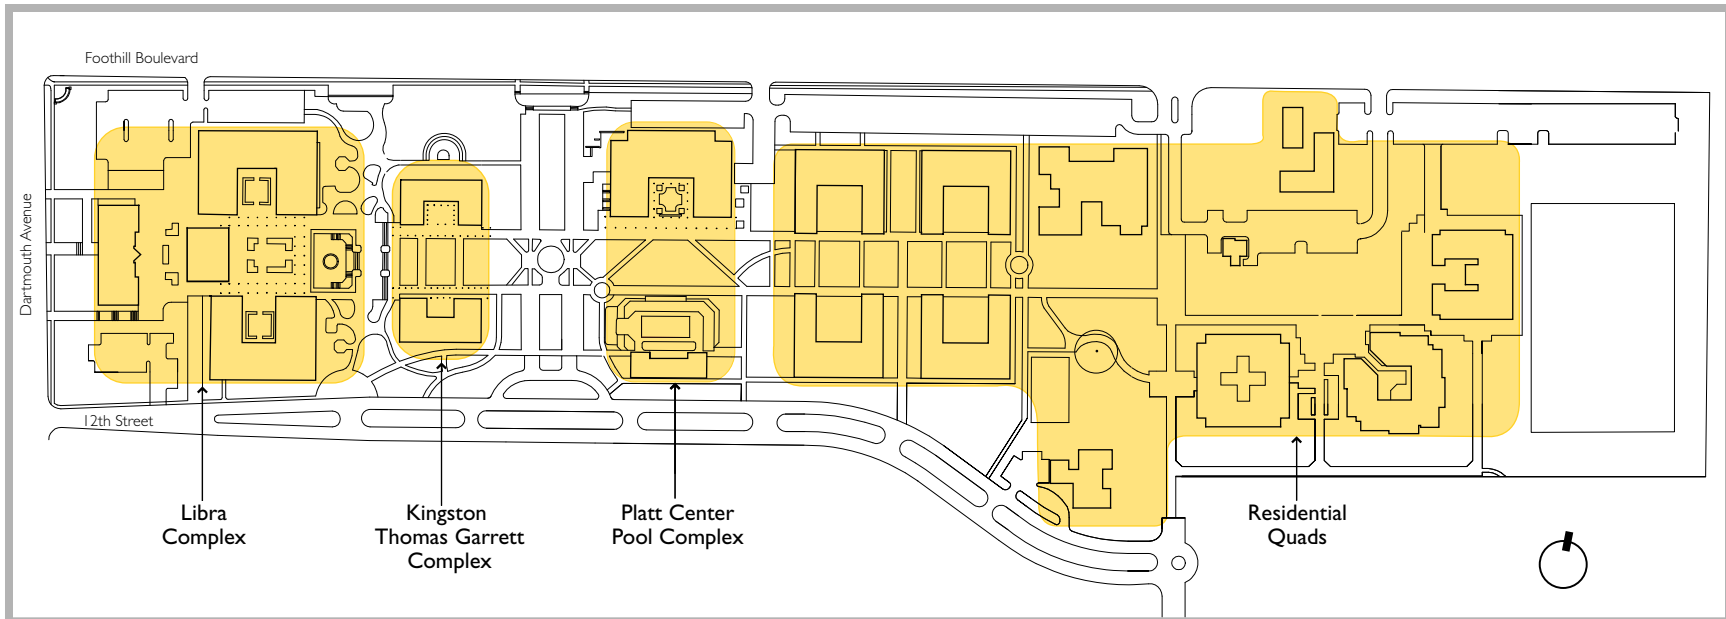 Foothill Boulevard
Dartmouth Avenue
12th Street
Libra
Complex
Kingston
Thomas Garrett
Complex
Platt Center
Pool Complex
Residential
Quads